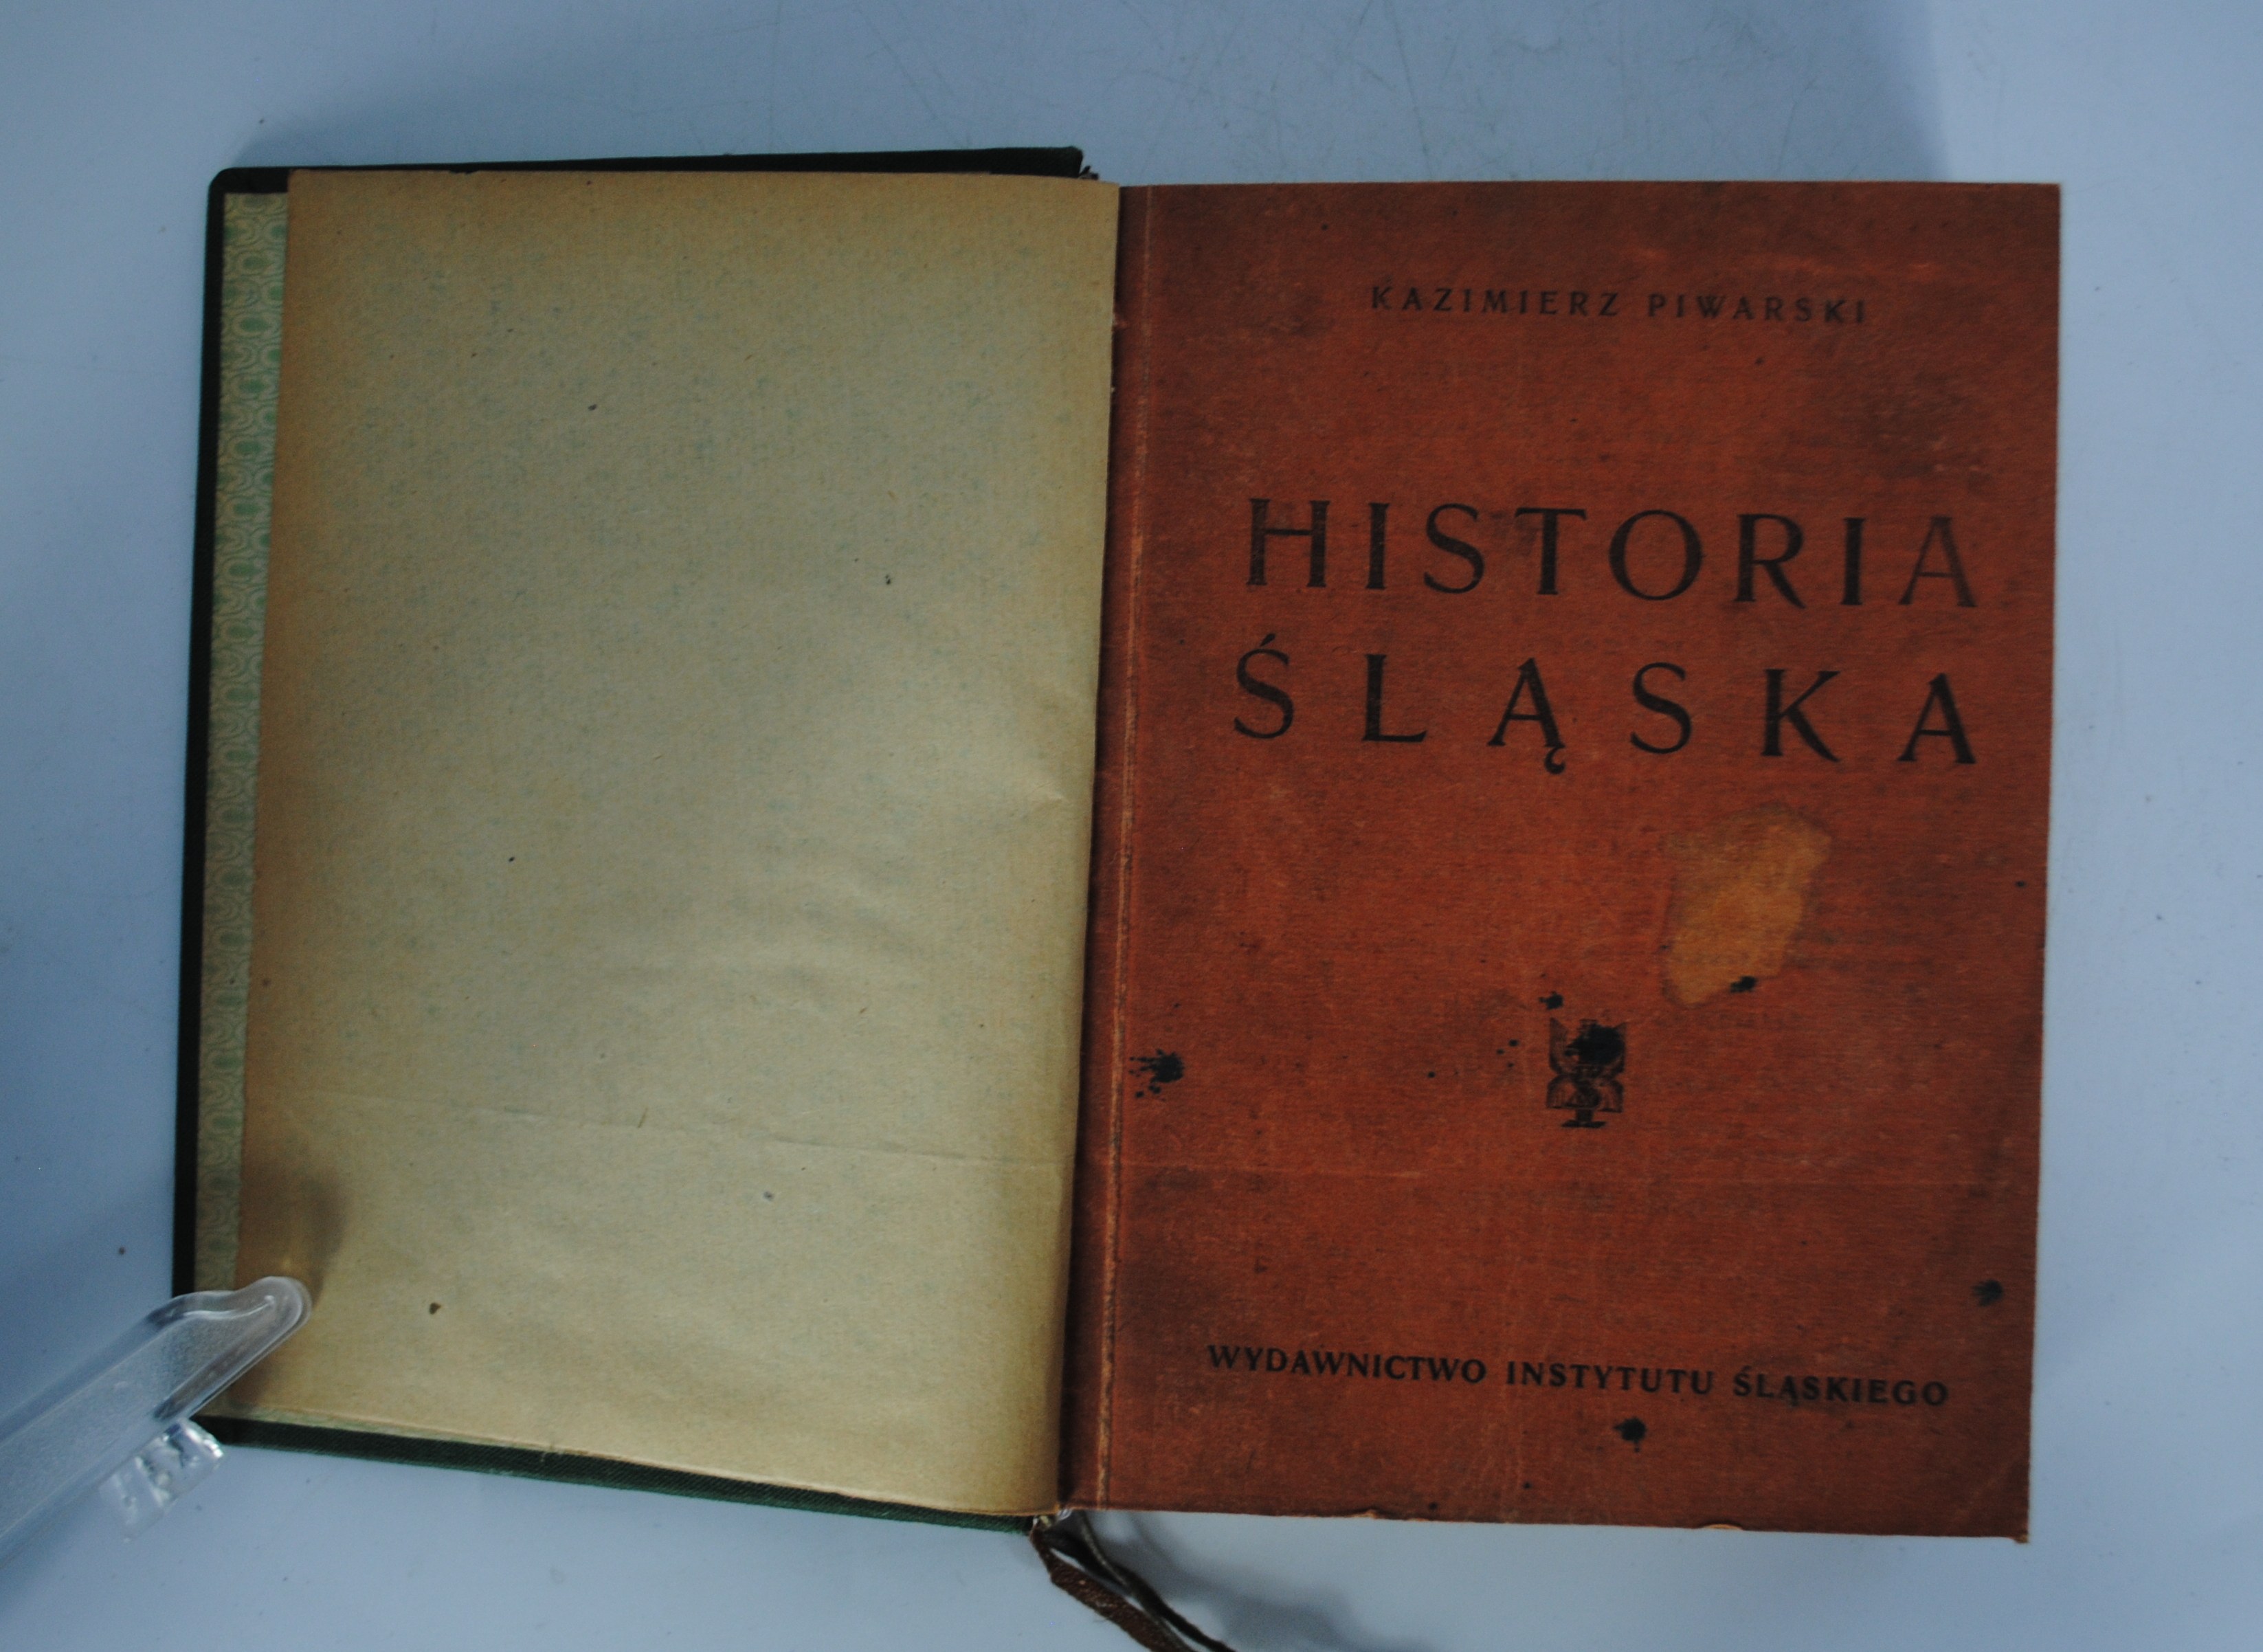 KAZIMIERZ PIWARSKI
HISTORIA
ŚLĄSKA
WYDAWNICTWO INSTYTUTU ŚLĄSKIEGO